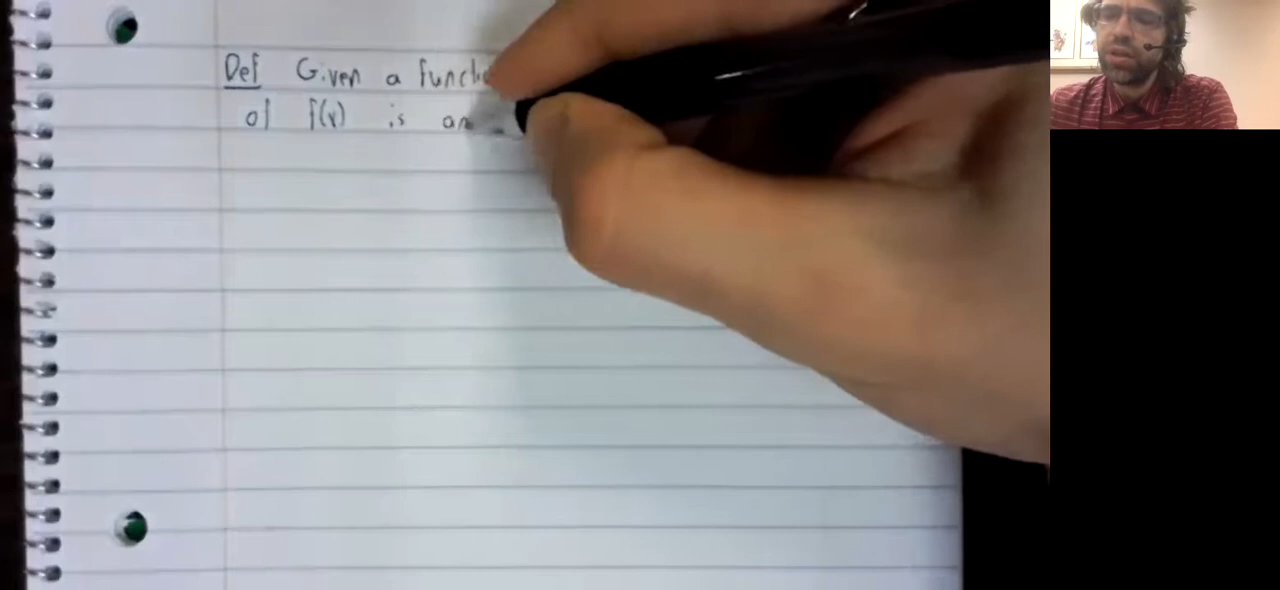 Def Given a functi
of f(x) is an